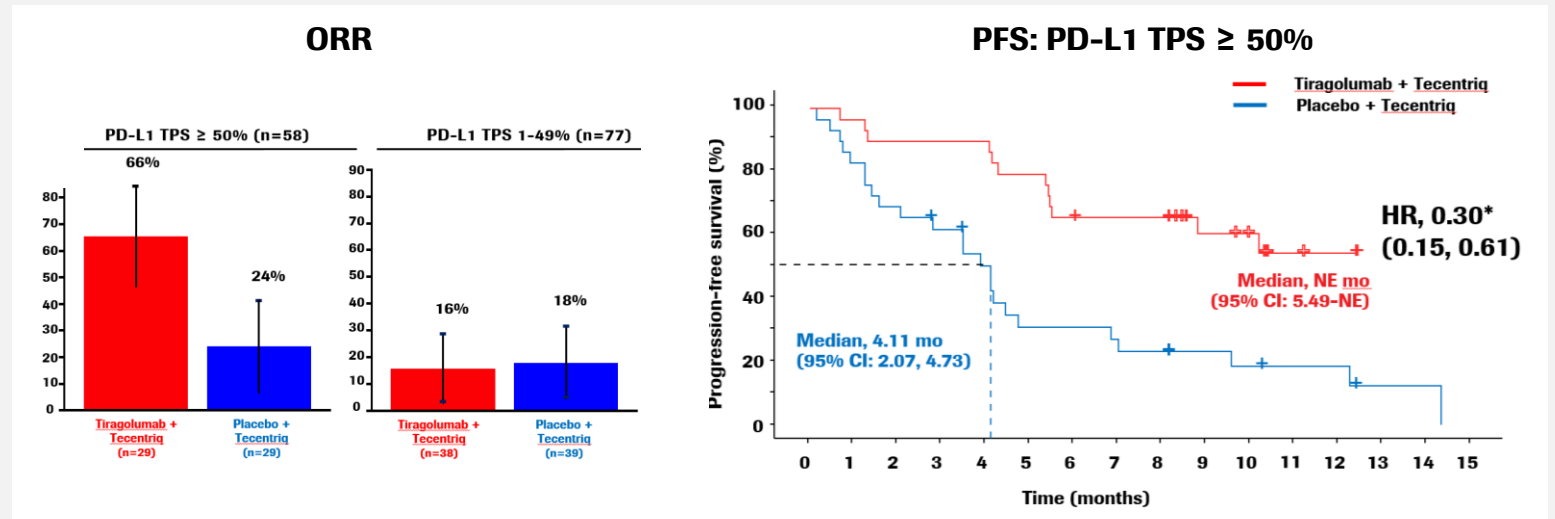 ORR
PD-L1 TPS ≥ 50% (n=58)
PD-L1 TPS 1-49% (n=77)
66%
24%
16%
18%
80
70
60
50
40
30
20
10
0
90
80
70
60
50
40
30
20
10
0
Tiragolumab +
Tecentriq
(n=29)
Placebo +
Tecentriq
(n=29)
Tiragolumab +
Tecentriq
(n=38)
Placebo +
Tecentriq
(n=39)
PFS: PD-L1 TPS ≥ 50%
Tiragolumab + Tecentriq
Placebo + Tecentriq
Progression-free survival (%)
100
80
60
40
20
0
HR, 0.30*
(0.15, 0.61)
Median, NE mo
(95% CI: 5.49-NE)
Median, 4.11 mo
(95% CI: 2.07, 4.73)
0 1 2 3 4 5 6 7 8 9 10 11 12 13 14 15
Time (months)